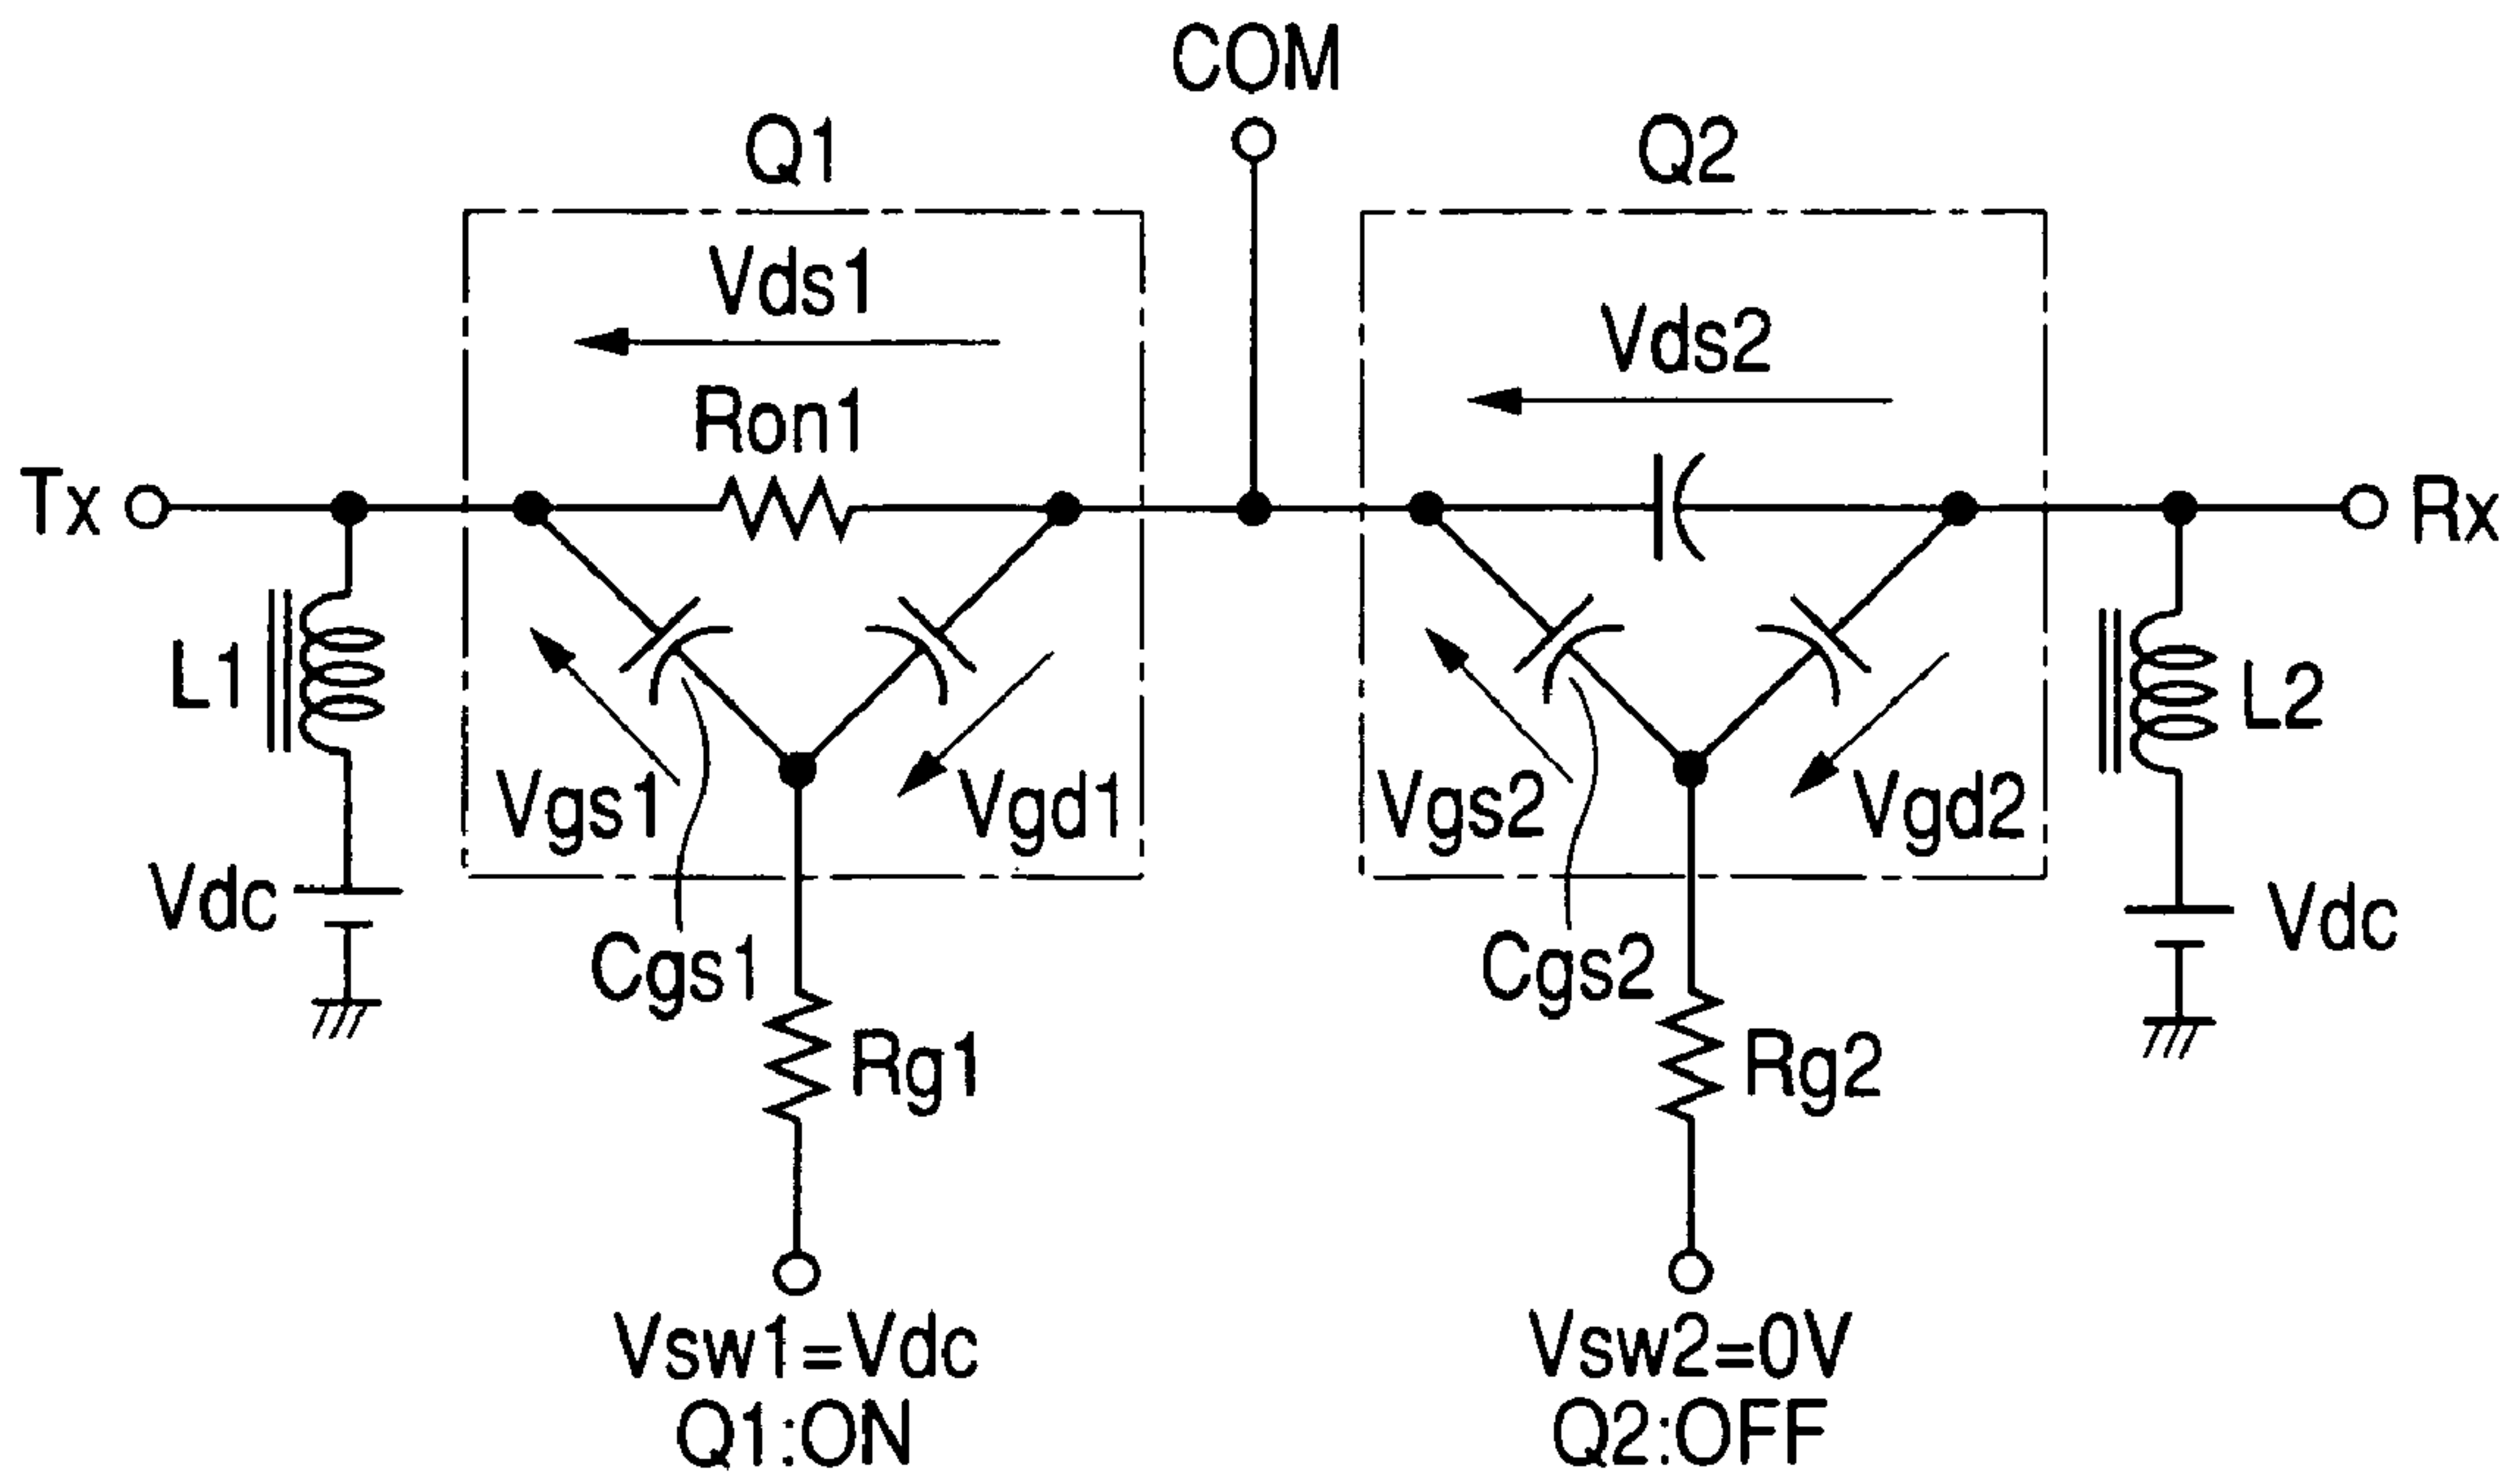 COM
Q1
Q2
Vds1
Vds2
Ron1
Tx
Rx
L1
L2
Vgs1
Vgd1
Vgs2
Vgd2
Vdc
Vdc
Cgs1
Cgs2
Rg1
Rg2
Vsw1=Vdc
Vsw2=0V
Q1:ON
Q2:OFF